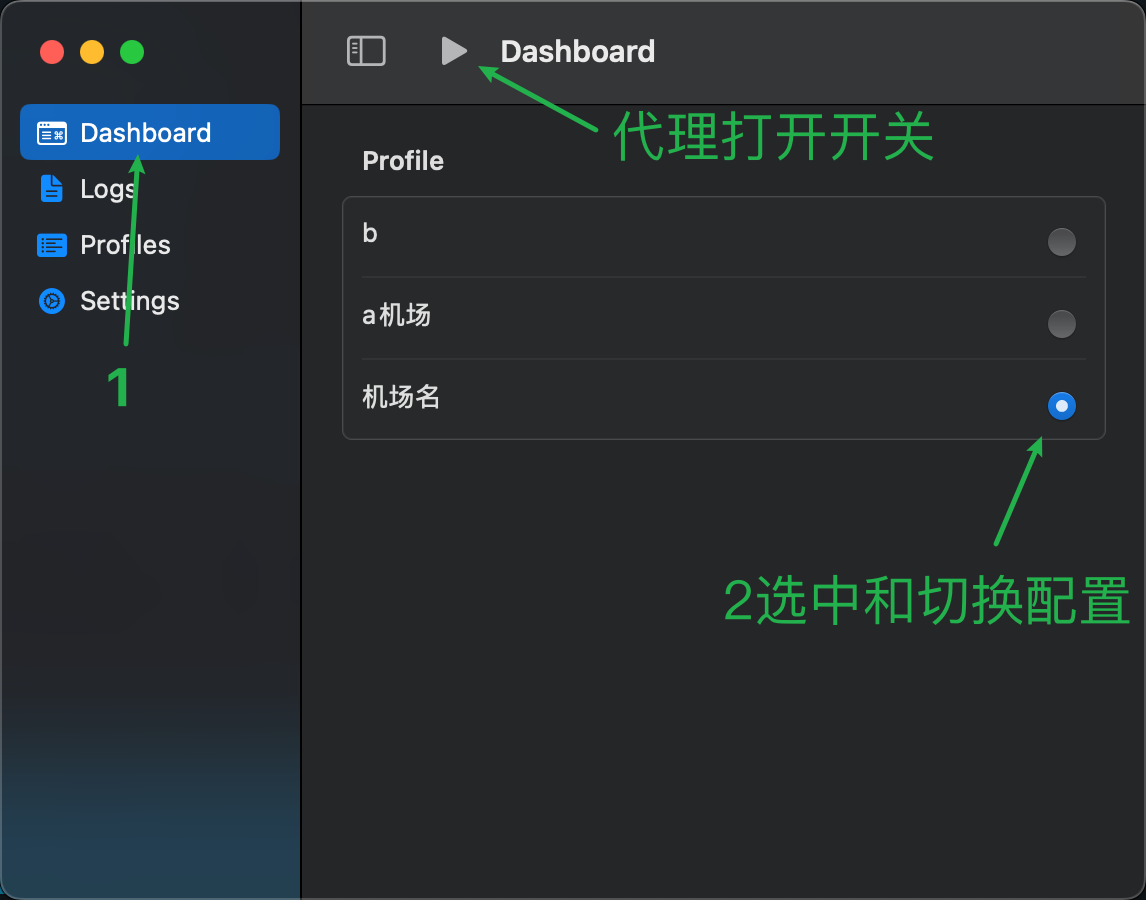 Dashboard
代理打开开关
Dashboard
Logs
Profiles
Settings
1
Profile
b
a机场
机场名
2选中和切换配置